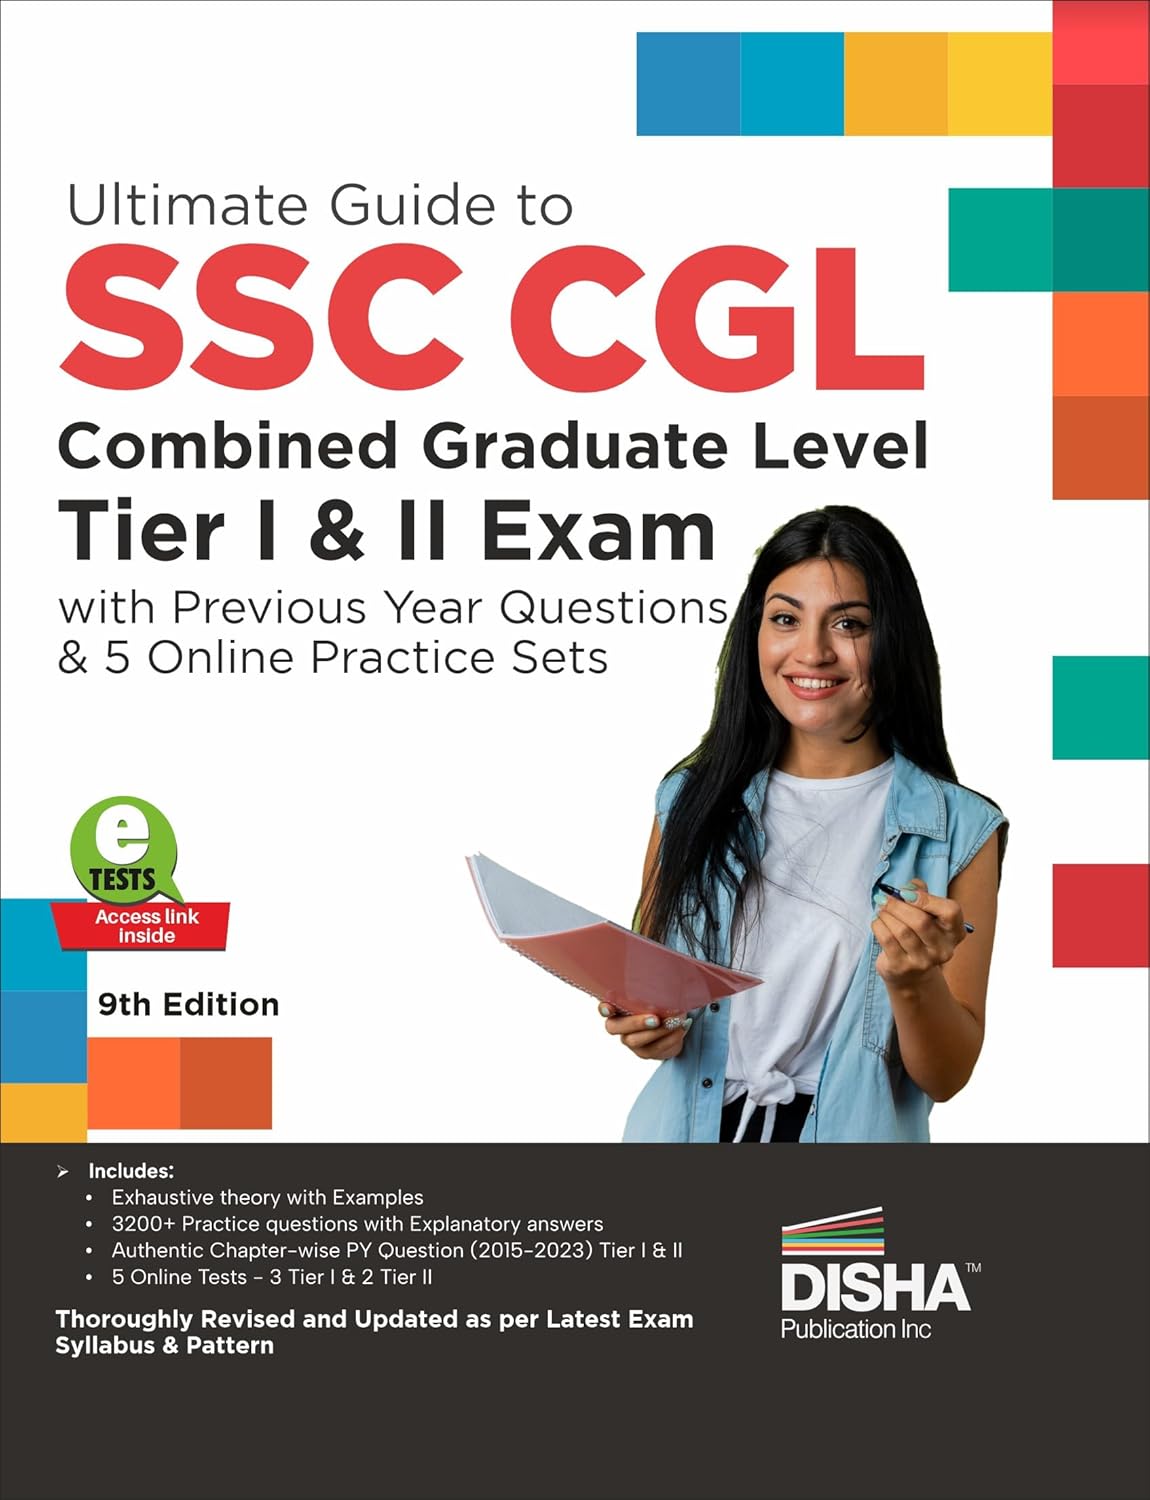 Ultimate Guide to
SSC CGL
Combined Graduate Level
Tier I & II Exam
with Previous Year Questions
& 5 Online Practice Sets
e
TESTS
Access link
inside
9th Edition
➢ Includes:
• Exhaustive theory with Examples
• 3200+ Practice questions with Explanatory answers
• Authentic Chapter-wise PY Question (2015-2023) Tier I & II
• 5 Online Tests - 3 Tier I & 2 Tier II
Thoroughly Revised and Updated as per Latest Exam
Syllabus & Pattern
DISHA™
Publication Inc